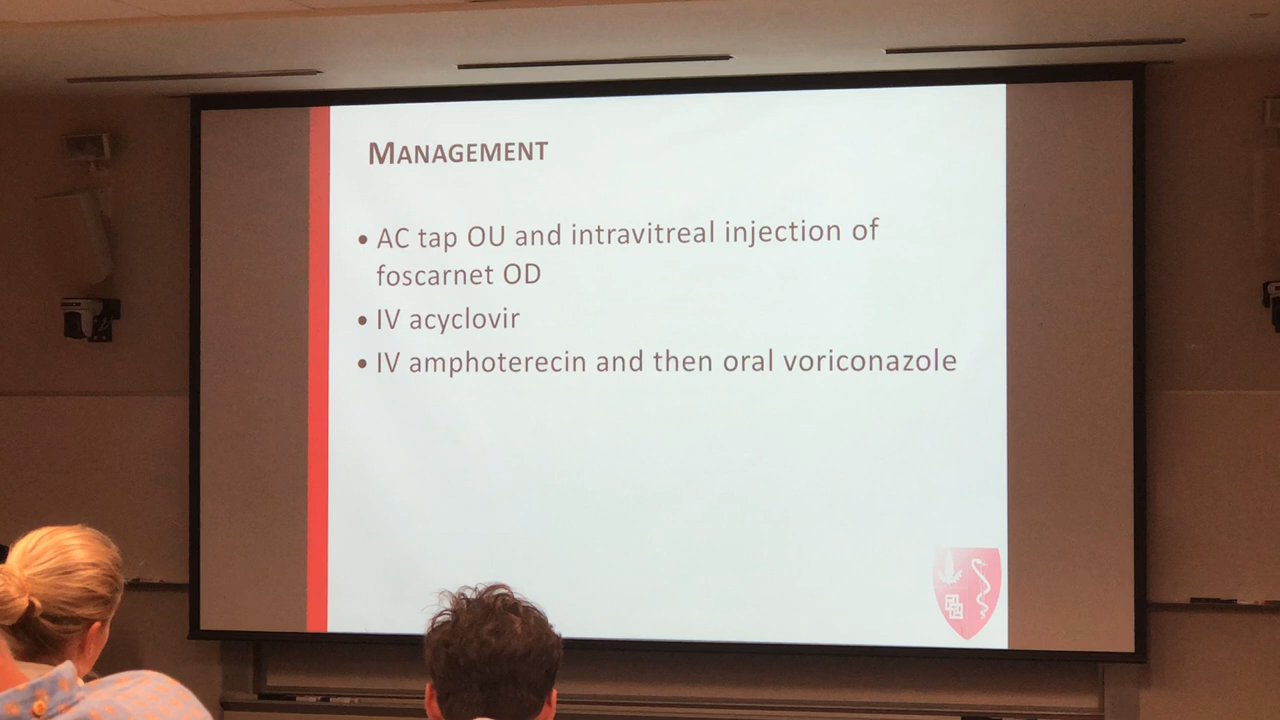 MANAGEMENT
• AC tap OU and intravitreal injection of
foscarnet OD
• IV acyclovir
• IV amphoterecin and then oral voriconazole